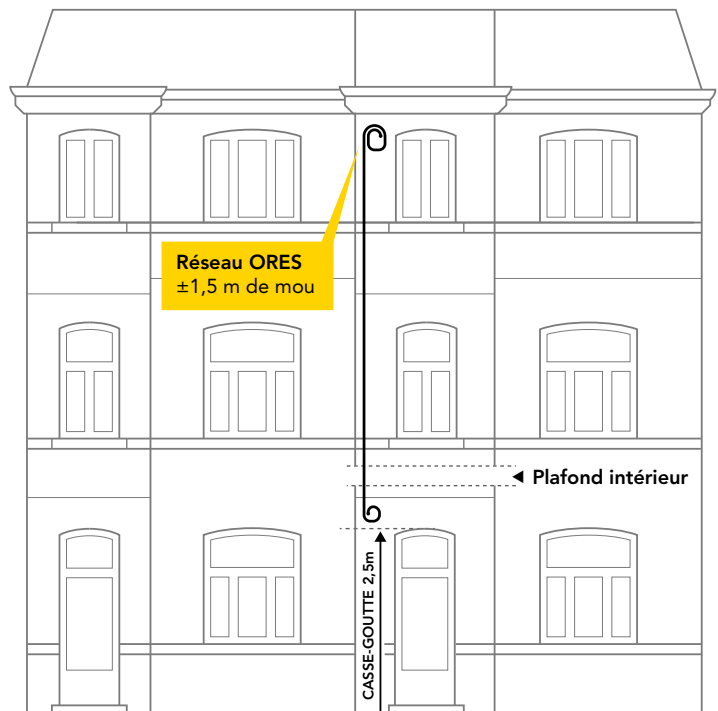 Réseau ORES
±1,5 m de mou
Plafond intérieur
CASSE-GOUTTE 2,5m